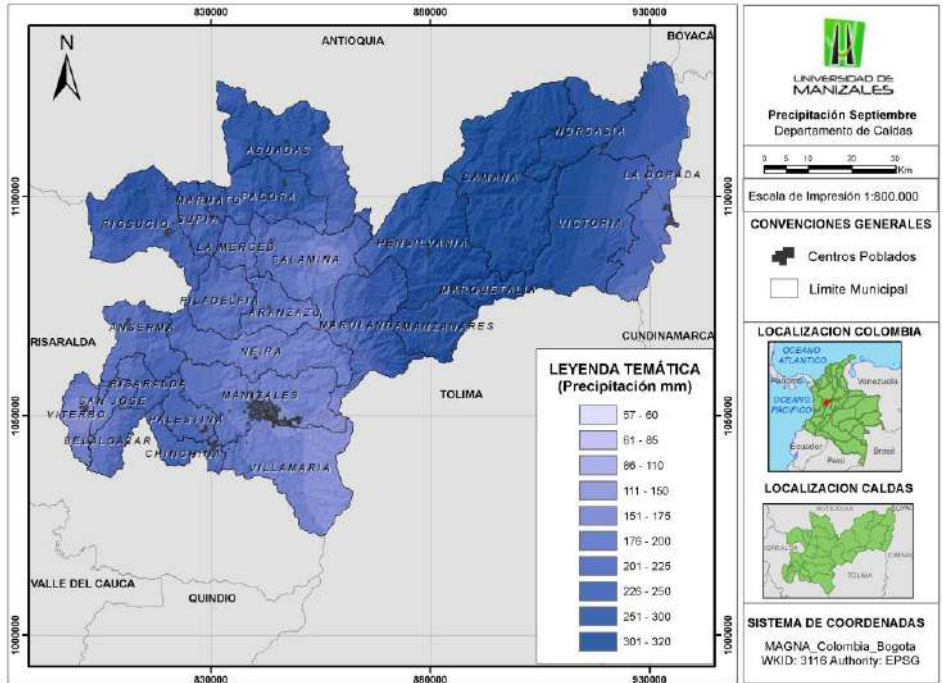 830000
880000
930000
ANTIOQUIA
BOYACÁ
N
NORCASIA
AGUADAS
LA DORADA
SAMANA
1100000
1100000
MARMATO
PACORA
RIOSUCIO
SUPIA
VICTORIA
LA MERCED
PENSILVANIA
SALAMINA
MARQUETALIA
FILADELFIA
ARANZAZU
ANSERMA
MARULANDA
MANZANARES
RISARALDA
CUNDINAMARCA
NEIRA
RISARALDA
MANIZALES
TOLIMA
SAN JOSE
VITERBO
PALESTINA
1050000
1050000
BELALCAZAR
CHINCHINA
VILLAMARIA
VALLE DEL CAUCA
QUINDIO
1000000
1000000
830000
880000
930000
LEYENDA TEMÁTICA
(Precipitación mm)
57 - 60
61 - 85
86 - 110
111 - 150
151 - 175
176 - 200
201 - 225
226 - 250
251 - 300
301 - 320
UNIVERSIDAD DE
MANIZALES
Precipitación Septiembre
Departamento de Caldas
0 5 10 20 30
Km
Escala de Impresión 1:800.000
CONVENCIONES GENERALES
Centros Poblados
Límite Municipal
LOCALIZACION COLOMBIA
OCEANO
ATLANTICO
Panamá
Venezuela
OCEANO
PACIFICO
Ecuador
Perú
Brasil
LOCALIZACION CALDAS
ANTIOQUIA
TOLIMA
SISTEMA DE COORDENADAS
MAGNA_Colombia_Bogota
WKID: 3116 Authority: EPSG